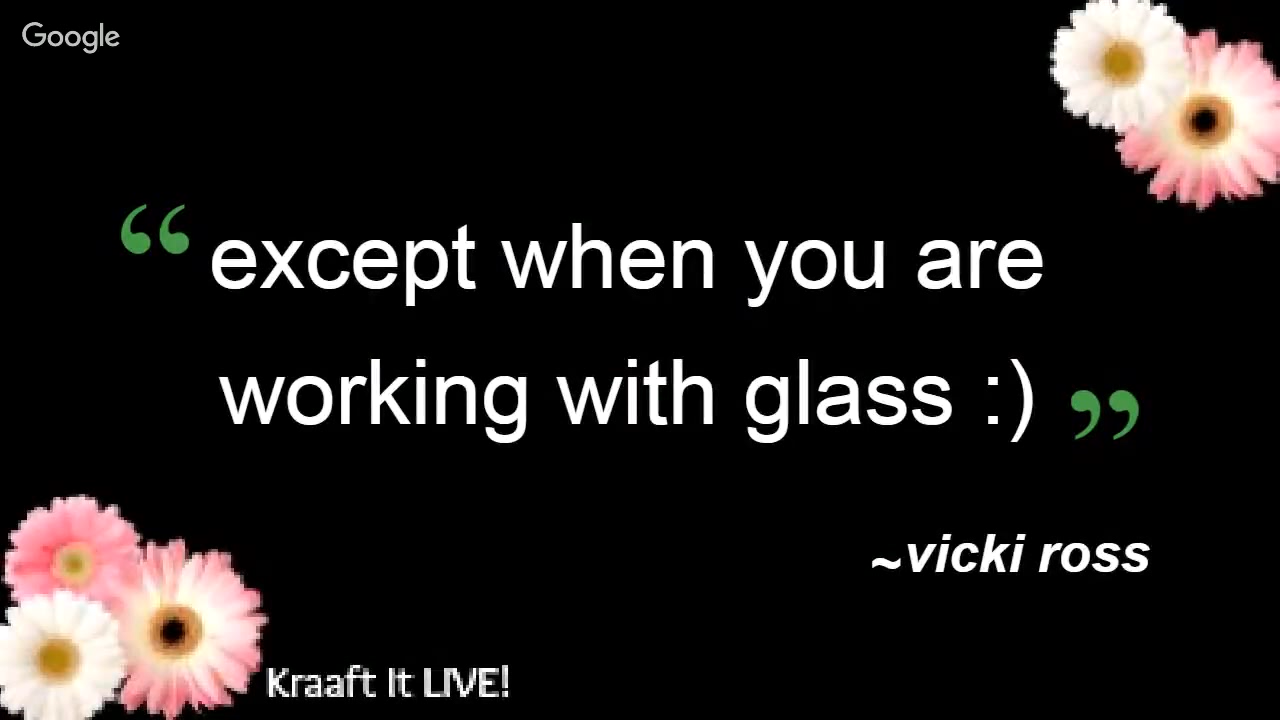 Google
“except when you are
working with glass :)”
~vicki ross
Kraaft It LIVE!